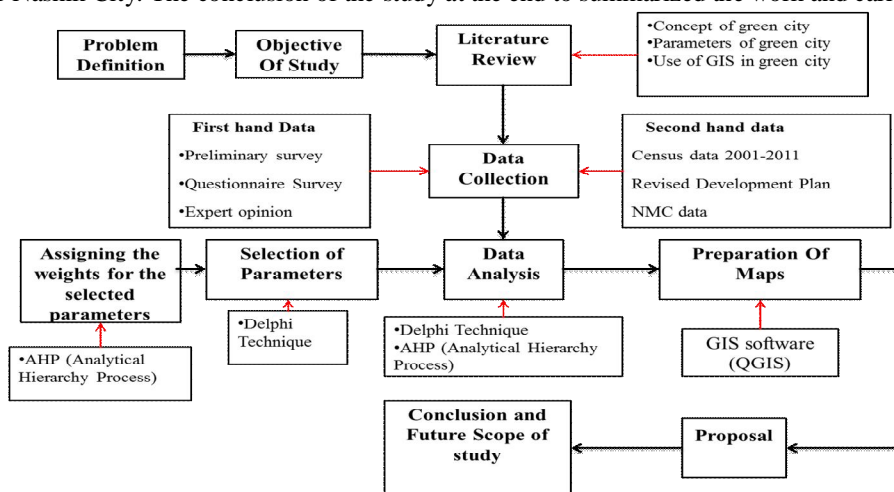 Nashik City. The conclusion of the study at the end to summarized the work and
Problem
Definition
Objective
Of Study
Literature
Review
•Concept of green city
•Parameters of green city
•Use of GIS in green city
First hand Data
•Preliminary survey
•Questionnaire Survey
•Expert opinion
Data
Collection
Second hand data
Census data 2001-2011
Revised Development Plan
NMC data
Assigning the
weights for the
selected
parameters
Selection of
Parameters
Data
Analysis
Preparation Of
Maps
•AHP (Analytical
Hierarchy Process)
•Delphi
Technique
•Delphi Technique
•AHP (Analytical Hierarchy
Process)
GIS software
(QGIS)
Conclusion and
Future Scope of
study
Proposal